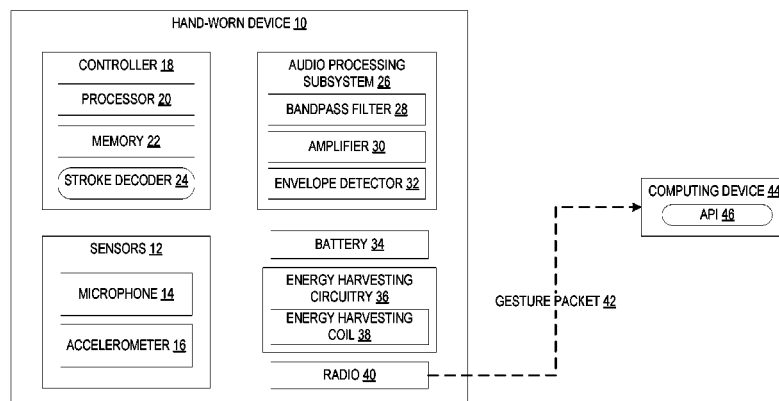 HAND-WORN DEVICE 10
CONTROLLER 18
PROCESSOR 20
MEMORY 22
STROKE DECODER 24
AUDIO PROCESSING
SUBSYSTEM 26
BANDPASS FILTER 28
AMPLIFIER 30
ENVELOPE DETECTOR 32
SENSORS 12
MICROPHONE 14
ACCELEROMETER 16
BATTERY 34
ENERGY HARVESTING
CIRCUITRY 36
ENERGY HARVESTING
COIL 38
RADIO 40
GESTURE PACKET 42
COMPUTING DEVICE 44
API 46